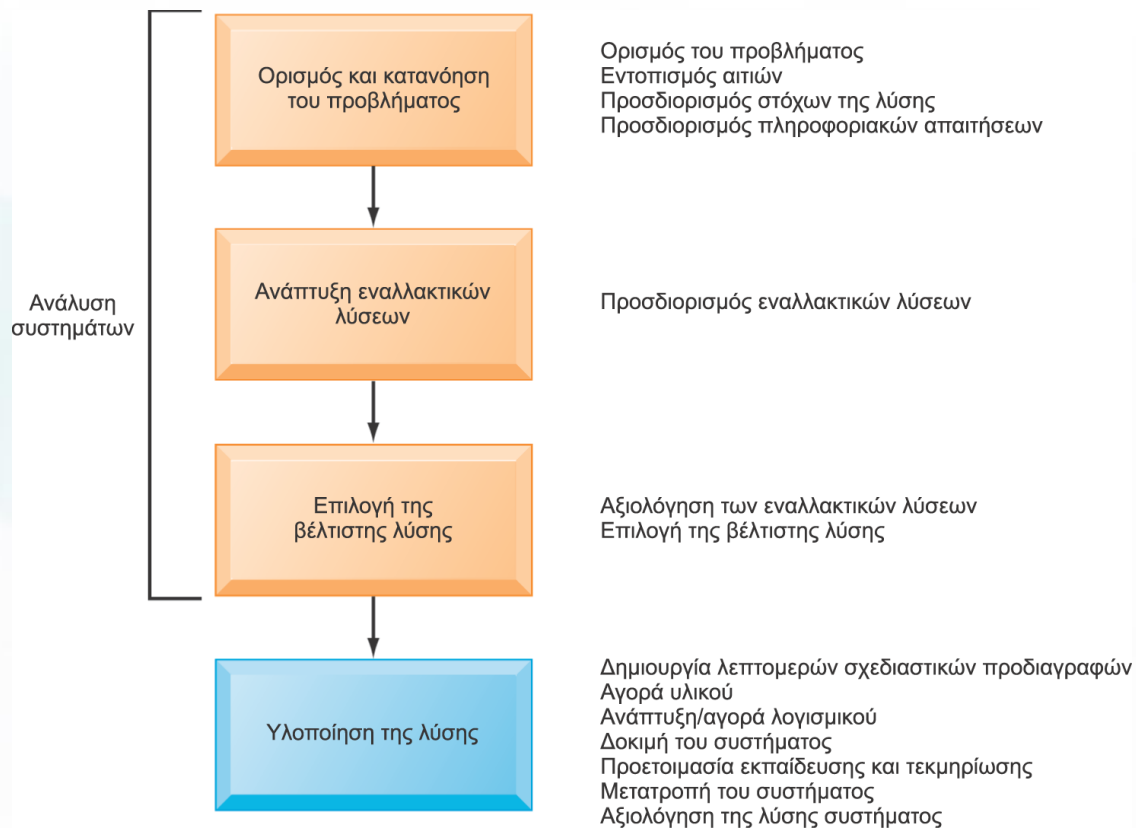 Ανάλυση
συστημάτων
Ορισμός και κατανόηση
του προβλήματος
Ορισμός του προβλήματος
Εντοπισμός αιτιών
Προσδιορισμός στόχων της λύσης
Προσδιορισμός πληροφοριακών απαιτήσεων
Ανάπτυξη εναλλακτικών
λύσεων
Προσδιορισμός εναλλακτικών λύσεων
Επιλογή της
βέλτιστης λύσης
Αξιολόγηση των εναλλακτικών λύσεων
Επιλογή της βέλτιστης λύσης
Υλοποίηση της λύσης
Δημιουργία λεπτομερών σχεδιαστικών προδιαγραφών
Αγορά υλικού
Ανάπτυξη/αγορά λογισμικού
Δοκιμή του συστήματος
Προετοιμασία εκπαίδευσης και τεκμηρίωσης
Μετατροπή του συστήματος
Αξιολόγηση της λύσης συστήματος